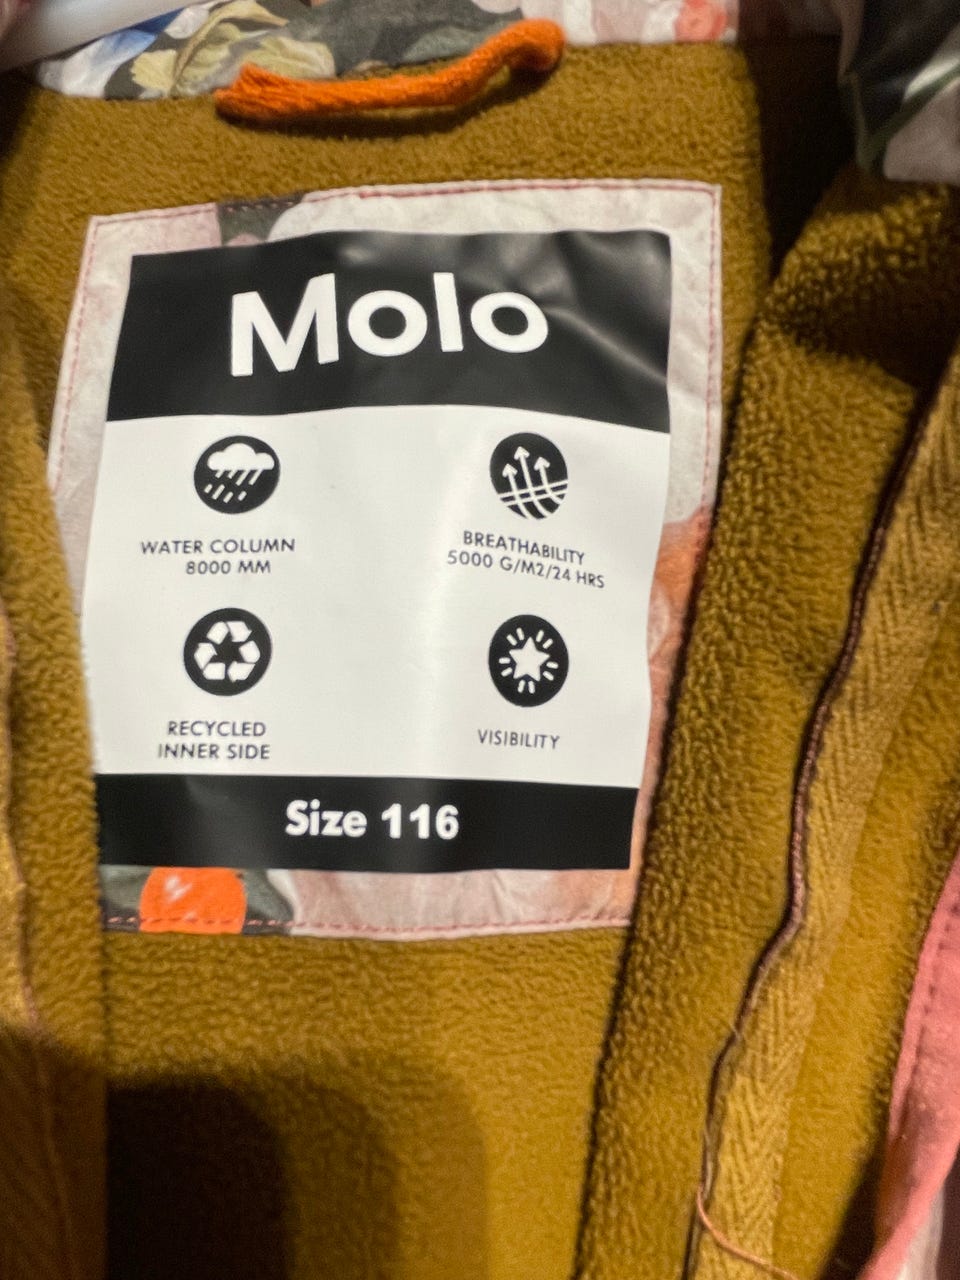 Molo
WATER COLUMN
8000 MM
BREATHABILITY
5000 G/M2/24 HRS
RECYCLED
INNER SIDE
VISIBILITY
Size 116